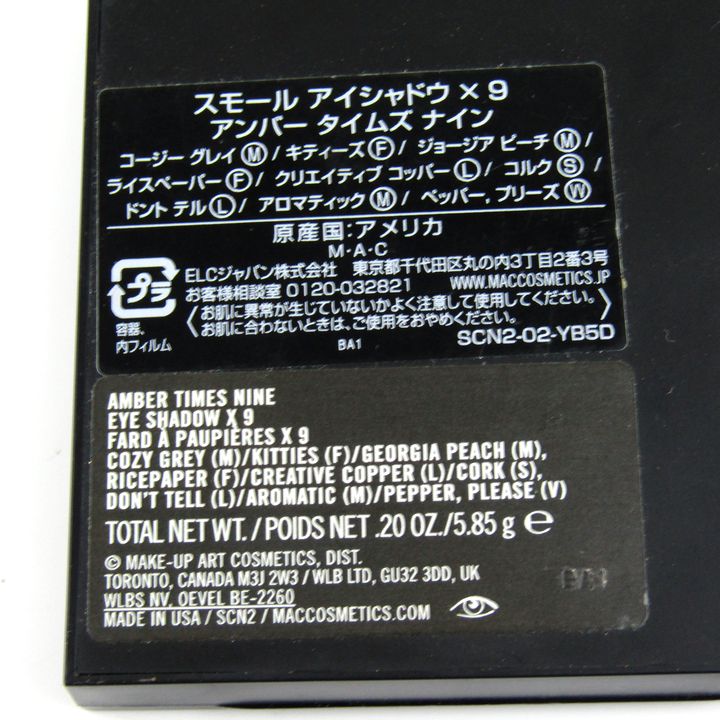 スモール アイシャドウ × 9
アンバー タイムズ ナイン
コージー グレイ Ⓜ / キティーズ Ⓕ / ジョージア ピーチ Ⓜ /
ライスペーパー Ⓕ / クリエイティブ コッパー Ⓛ / コルク Ⓢ /
ドント テル Ⓛ / アロマティック Ⓜ / ペッパー, プリーズ Ⓦ
原産国:アメリカ
M・A・C
ELCジャパン株式会社 東京都千代田区丸の内3丁目2番3号
お客様相談室 0120-032821 WWW.MACCOSMETICS.JP
プラ
容器、
内フィルム
〈お肌に異常が生じていないかよく注意して使用してください。
お肌に合わないときは、ご使用をおやめください。〉
BA1 SCN2-02-YB5D
AMBER TIMES NINE
EYE SHADOW X 9
FARD À PAUPIÈRES X 9
COZY GREY (M)/KITTIES (F)/GEORGIA PEACH (M),
RICEPAPER (F)/CREATIVE COPPER (L)/CORK (S),
DON'T TELL (L)/AROMATIC (M)/PEPPER, PLEASE (V)
TOTAL NET WT./POIDS NET .20 OZ./5.85 g ℮
© MAKE-UP ART COSMETICS, DIST.
TORONTO, CANADA M3J 2W3 / WLB LTD, GU32 3DD, UK
WLBS NV. OEVEL BE-2260
MADE IN USA / SCN2 / MACCOSMETICS.COM